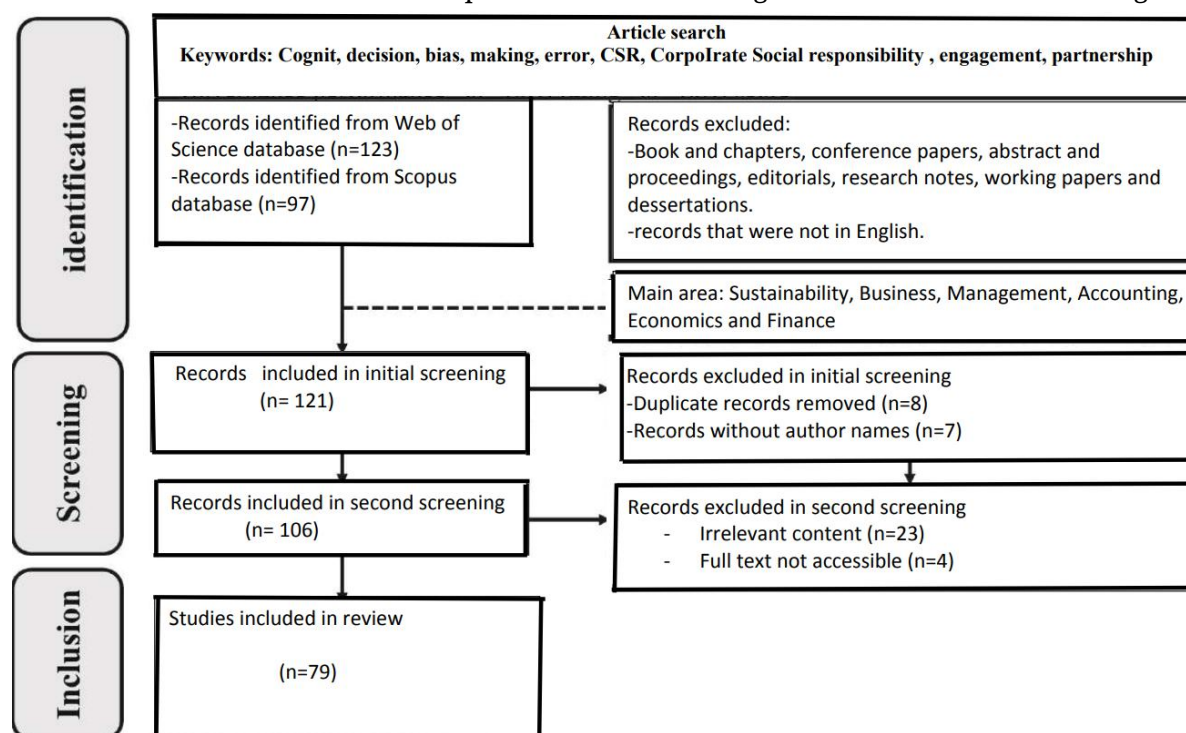 Article search
Keywords: Cognit, decision, bias, making, error, CSR, CorpoIrate Social responsibility , engagement, partnership
identification
-Records identified from Web of
Science database (n=123)
-Records identified from Scopus
database (n=97)
Records excluded:
-Book and chapters, conference papers, abstract and
proceedings, editorials, research notes, working papers and
dessertations.
-records that were not in English.
Main area: Sustainability, Business, Management, Accounting,
Economics and Finance
Screening
Records included in initial screening
(n= 121)
Records excluded in initial screening
-Duplicate records removed (n=8)
-Records without author names (n=7)
Records included in second screening
(n= 106)
Records excluded in second screening
- Irrelevant content (n=23)
- Full text not accessible (n=4)
Inclusion
Studies included in review
(n=79)